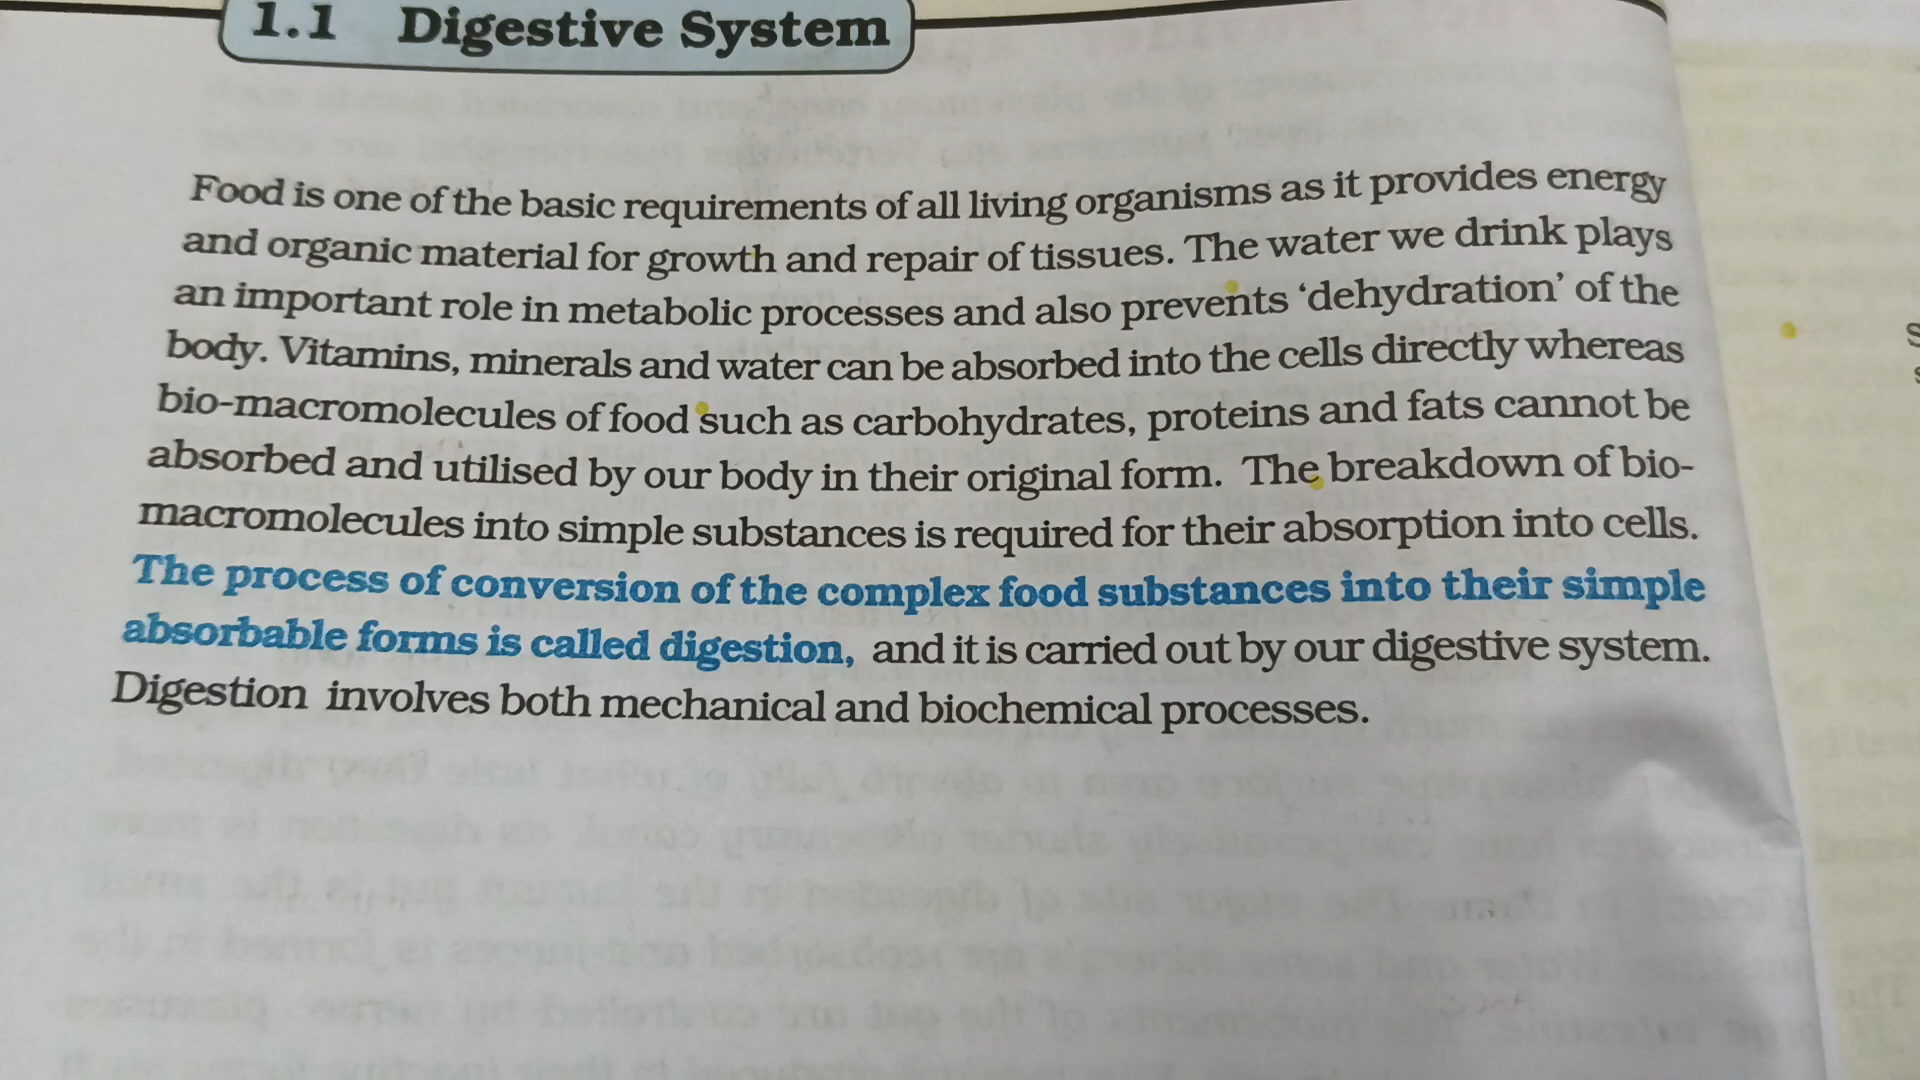 1.1 Digestive System
Food is one of the basic requirements of all living organisms as it provides energy
and organic material for growth and repair of tissues. The water we drink plays
an important role in metabolic processes and also prevents ‘dehydration’ of the
body. Vitamins, minerals and water can be absorbed into the cells directly whereas
bio-macromolecules of food such as carbohydrates, proteins and fats cannot be
absorbed and utilised by our body in their original form. The breakdown of bio-
macromolecules into simple substances is required for their absorption into cells.
The process of conversion of the complex food substances into their simple
absorbable forms is called digestion, and it is carried out by our digestive system.
Digestion involves both mechanical and biochemical processes.